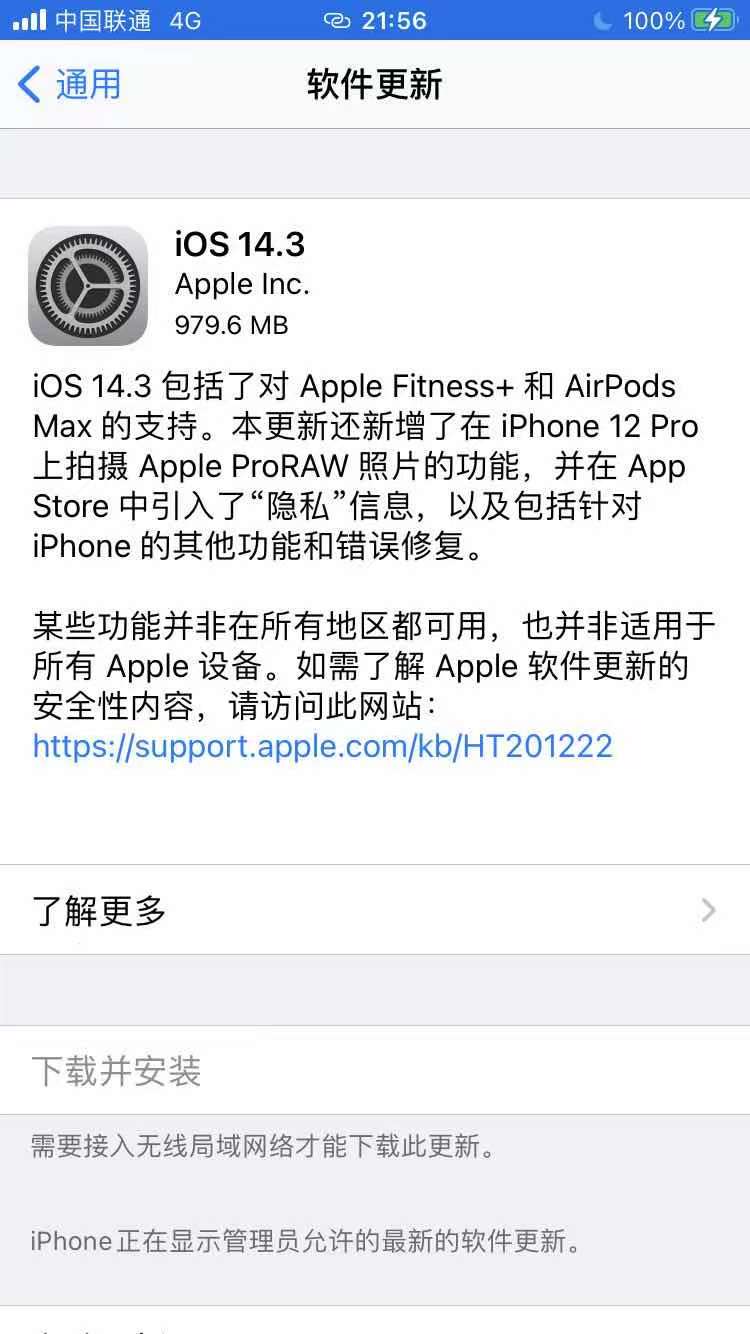 中国联通 4G 21:56 100%
通用 软件更新
iOS 14.3
Apple Inc.
979.6 MB
iOS 14.3 包括了对 Apple Fitness+ 和 AirPods
Max 的支持。本更新还新增了在 iPhone 12 Pro
上拍摄 Apple ProRAW 照片的功能，并在 App
Store 中引入了“隐私”信息，以及包括针对
iPhone 的其他功能和错误修复。
某些功能并非在所有地区都可用，也并非适用于
所有 Apple 设备。如需了解 Apple 软件更新的
安全性内容，请访问此网站：
https://support.apple.com/kb/HT201222
了解更多
下载并安装
需要接入无线局域网络才能下载此更新。
iPhone正在显示管理员允许的最新的软件更新。